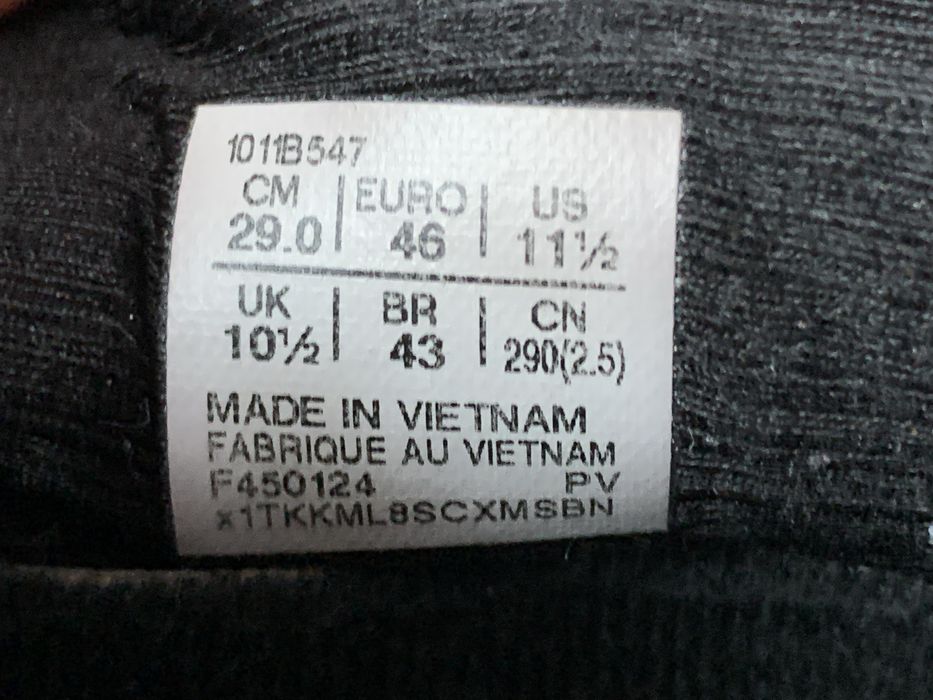 1011B547
CM | EURO | US
29.0 | 46 | 11½
UK | BR | CN
10½ | 43 | 290(2.5)
MADE IN VIETNAM
FABRIQUE AU VIETNAM
F450124 PV
x1TKKML8SCXMSBN